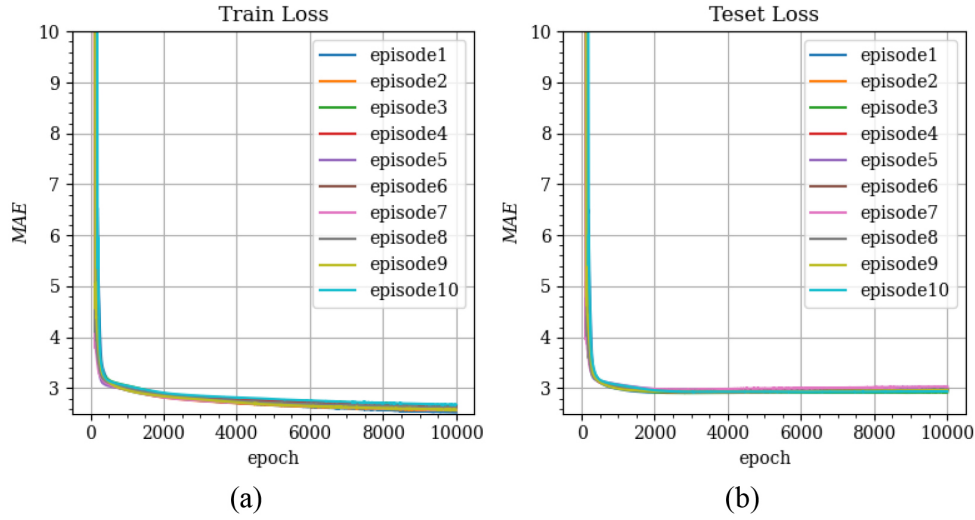 Train Loss
10
9
8
7
6
5
4
3
MAE
0
2000
4000
6000
8000
10000
epoch
episode1
episode2
episode3
episode4
episode5
episode6
episode7
episode8
episode9
episode10
(a)
Teset Loss
10
9
8
7
6
5
4
3
MAE
0
2000
4000
6000
8000
10000
epoch
episode1
episode2
episode3
episode4
episode5
episode6
episode7
episode8
episode9
episode10
(b)